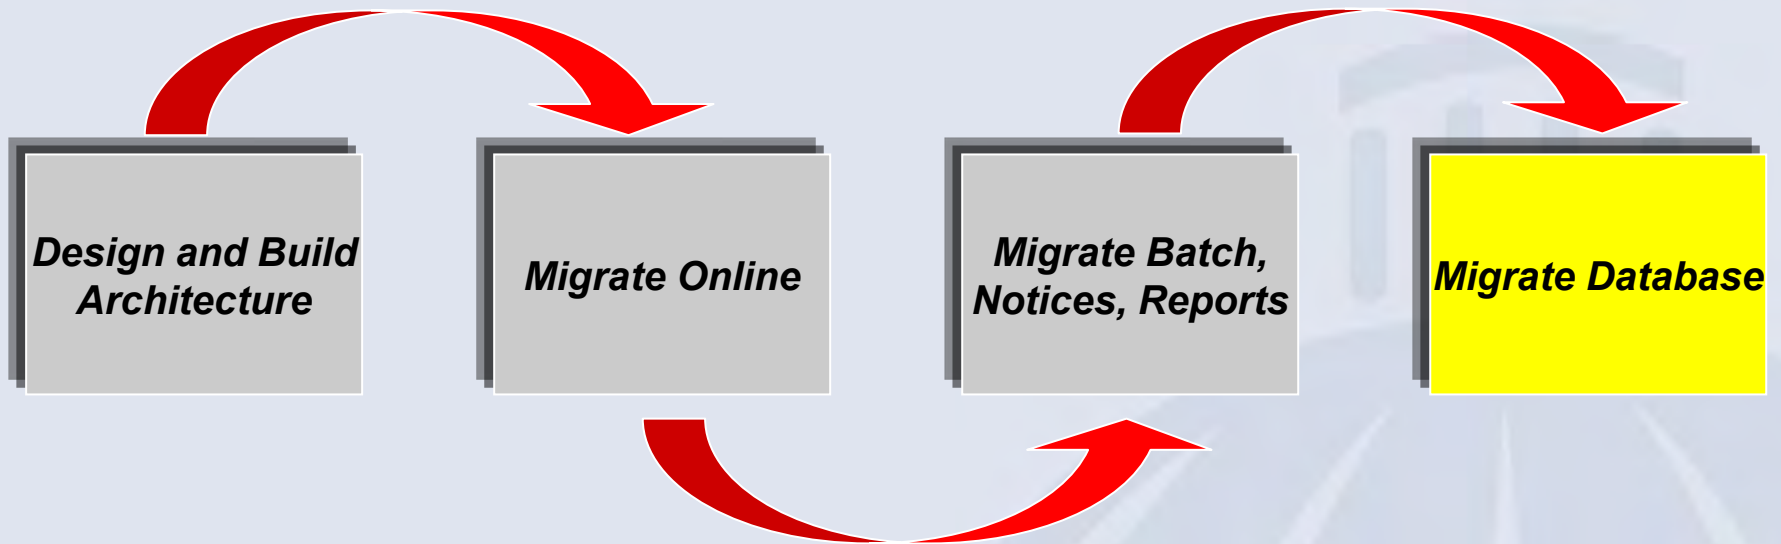 Design and Build
Architecture
Migrate Online
Migrate Batch,
Notices, Reports
Migrate Database